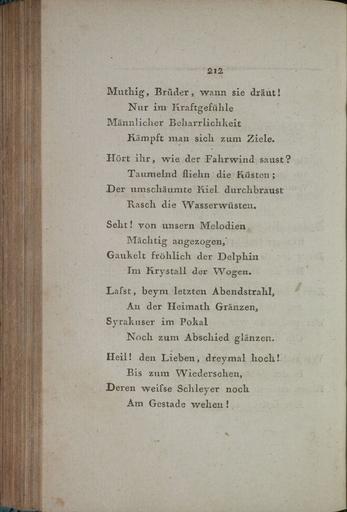 212
Muthig, Brüder, wann sie dräut!
Nur im Kraftgefühle
Männlicher Beharrlichkeit
Kämpft man sich zum Ziele.
Hört ihr, wie der Fahrwind saust?
Taumelnd fliehn die Küsten;
Der umschäumte Kiel durchbraust
Rasch die Wasserwüsten.
Seht! von unsern Melodien
Mächtig angezogen,
Gaukelt fröhlich der Delphin
Im Krystall der Wogen.
Lafst, beym letzten Abendstrahl,
An der Heimath Gränzen,
Syrakuser im Pokal
Noch zum Abschied glänzen.
Heil! den Lieben, dreymal hoch!
Bis zum Wiedersehen,
Deren weifse Schleyer noch
Am Gestade wehen!